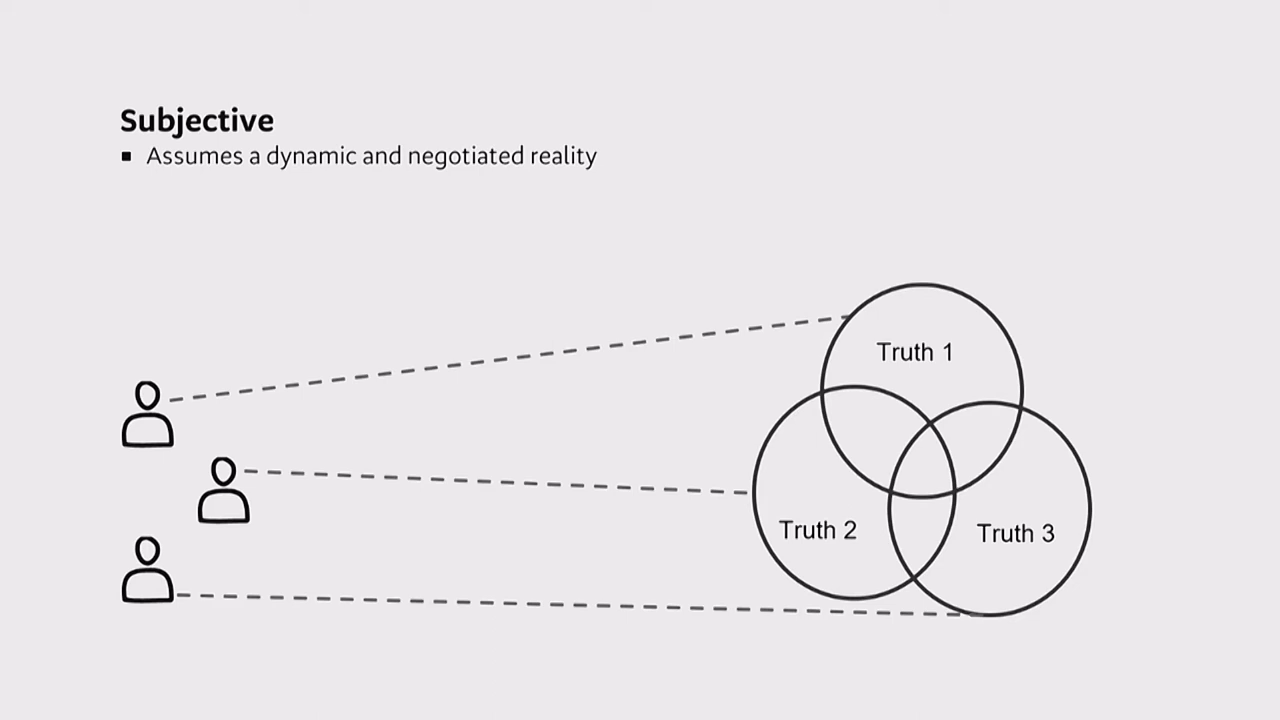 Subjective
▪ Assumes a dynamic and negotiated reality
Truth 1
Truth 2
Truth 3